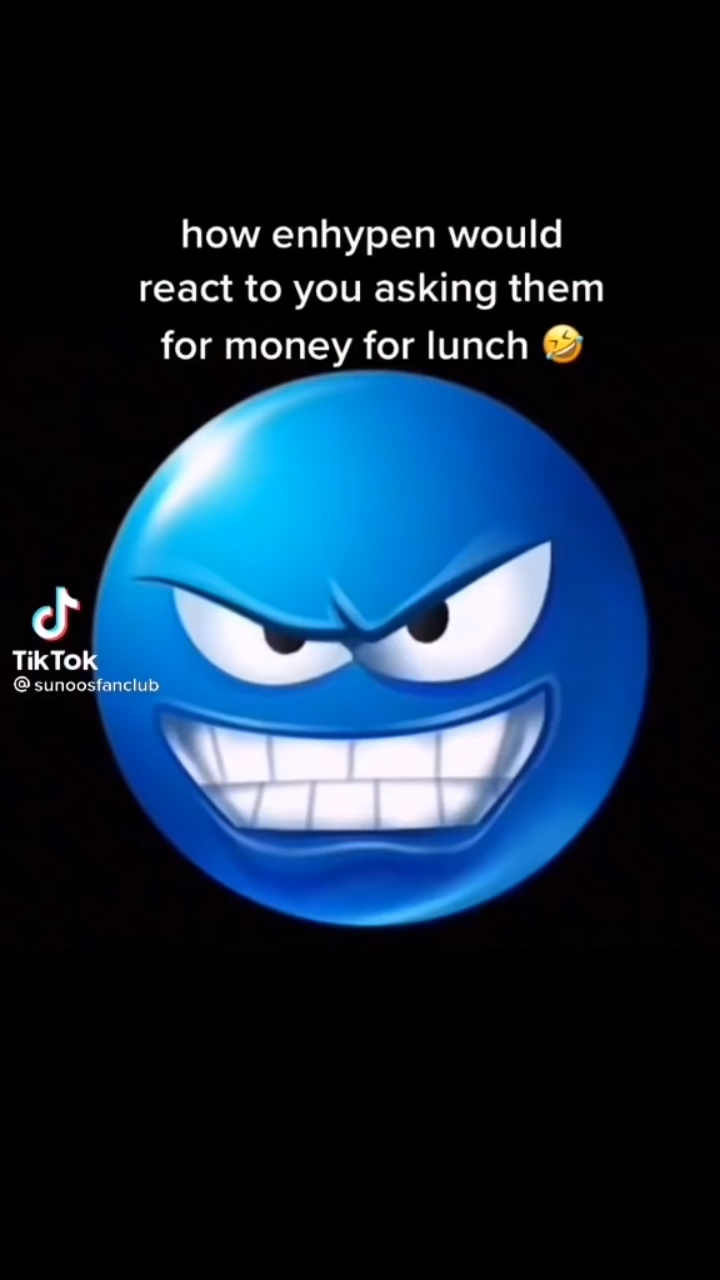 how enhypen would
react to you asking them
for money for lunch 🤣
TikTok
@sunoosfanclub